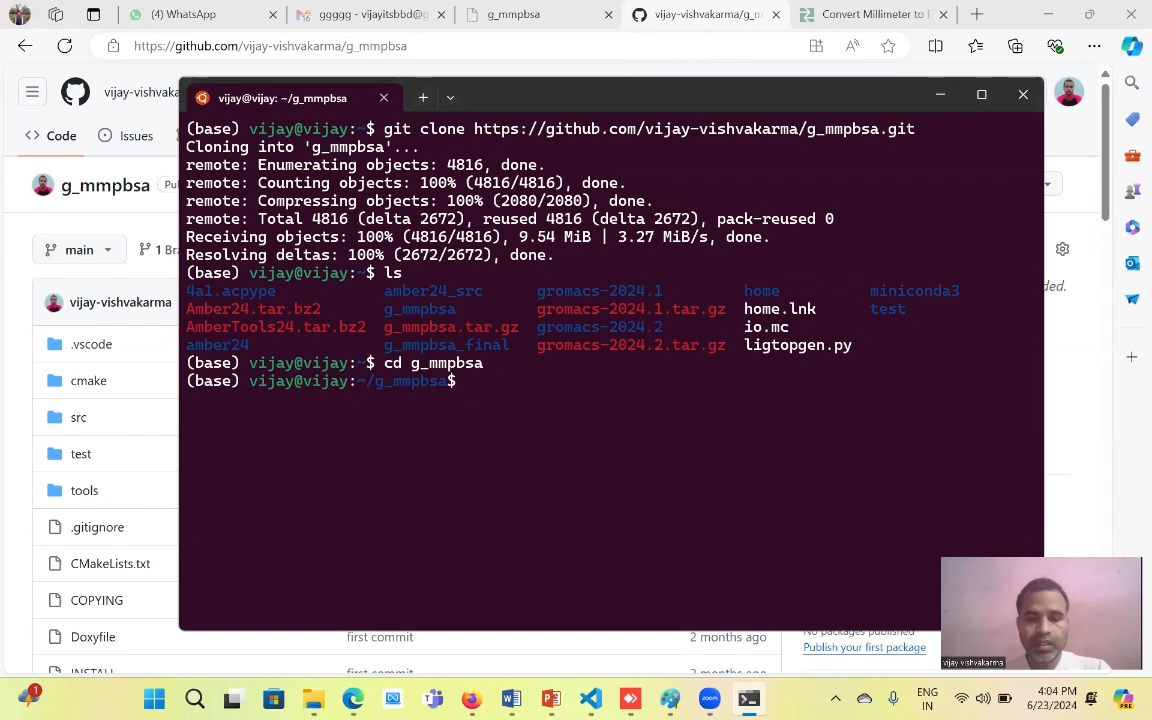 (4) WhatsApp
ggggg - vijayitsbbd@g
g_mmpbsa
vijay-vishvakarma/g_m
Convert Millimeter to
https://github.com/vijay-vishvakarma/g_mmpbsa
vijay-vishvaka
Code
Issues
g_mmpbsa
main
1
vijay-vishvakarma
.vscode
cmake
src
test
tools
.gitignore
CMakeLists.txt
COPYING
Doxyfile
first commit
2 months ago
vijay@vijay: ~/g_mmpbsa
(base) vijay@vijay:~$ git clone https://github.com/vijay-vishvakarma/g_mmpbsa.git
Cloning into 'g_mmpbsa'...
remote: Enumerating objects: 4816, done.
remote: Counting objects: 100% (4816/4816), done.
remote: Compressing objects: 100% (2080/2080), done.
remote: Total 4816 (delta 2672), reused 4816 (delta 2672), pack-reused 0
Receiving objects: 100% (4816/4816), 9.54 MiB | 3.27 MiB/s, done.
Resolving deltas: 100% (2672/2672), done.
(base) vijay@vijay:~$ ls
4a1.acpype amber24_src gromacs-2024.1 home miniconda3
Amber24.tar.bz2 g_mmpbsa gromacs-2024.1.tar.gz home.lnk test
AmberTools24.tar.bz2 g_mmpbsa.tar.gz gromacs-2024.2 io.mc
amber24 g_mmpbsa_final gromacs-2024.2.tar.gz ligtopgen.py
(base) vijay@vijay:~$ cd g_mmpbsa
(base) vijay@vijay:~/g_mmpbsa$
ded.
Publish your first package
vijay vishvakarma
1
zoom
ENG
IN
4:04 PM
6/23/2024
PRE